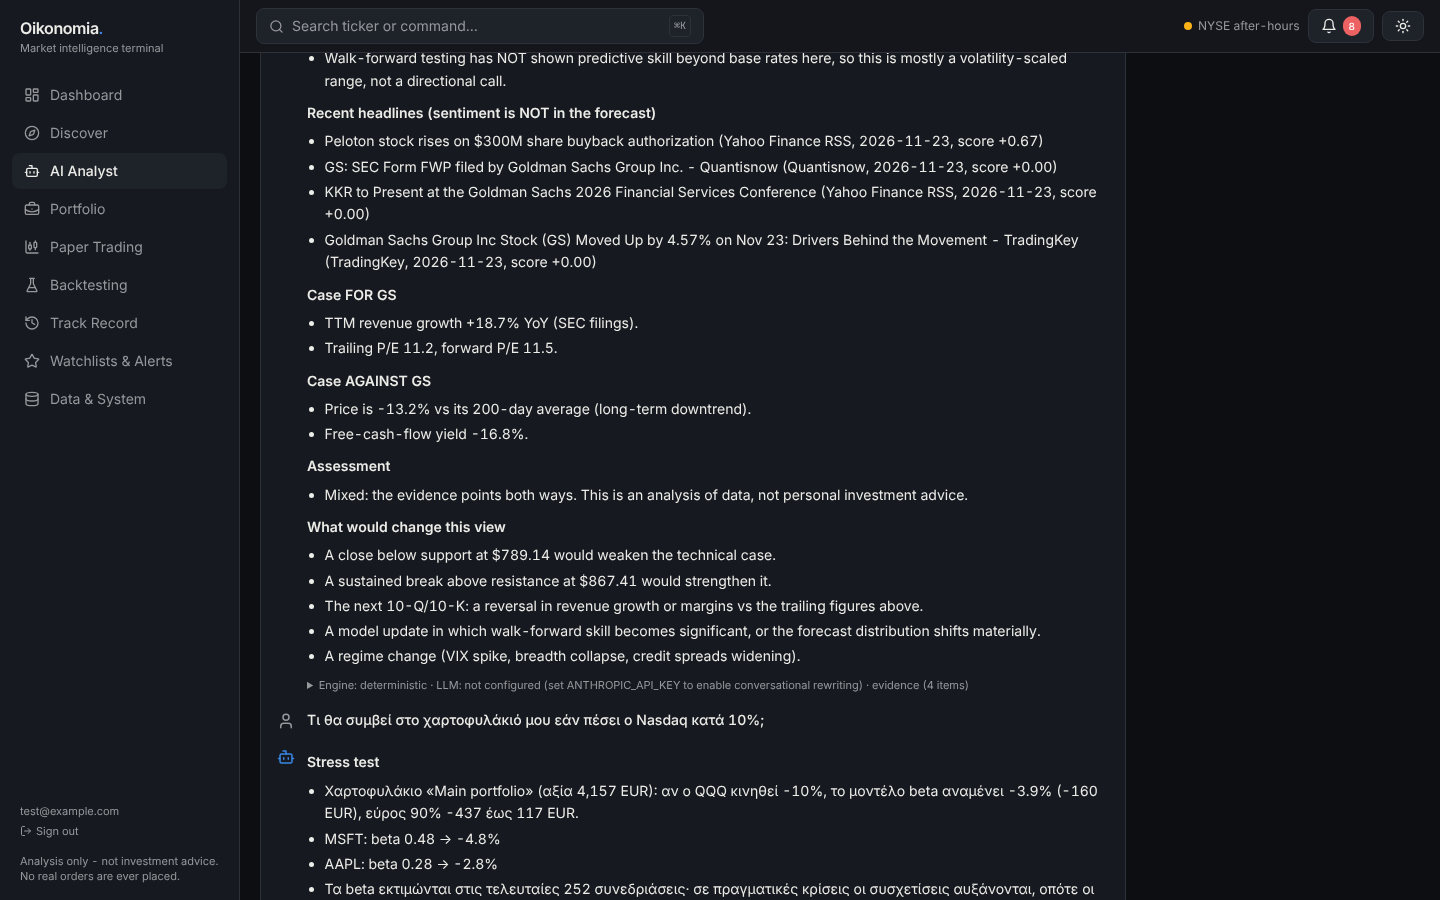 Oikonomia.
Market intelligence terminal
Dashboard
Discover
AI Analyst
Portfolio
Paper Trading
Backtesting
Track Record
Watchlists & Alerts
Data & System
test@example.com
Sign out
Analysis only - not investment advice.
No real orders are ever placed.
Search ticker or command...
⌘K
NYSE after-hours
8
• Walk-forward testing has NOT shown predictive skill beyond base rates here, so this is mostly a volatility-scaled
range, not a directional call.
Recent headlines (sentiment is NOT in the forecast)
• Peloton stock rises on $300M share buyback authorization (Yahoo Finance RSS, 2026-11-23, score +0.67)
• GS: SEC Form FWP filed by Goldman Sachs Group Inc. - Quantisnow (Quantisnow, 2026-11-23, score +0.00)
• KKR to Present at the Goldman Sachs 2026 Financial Services Conference (Yahoo Finance RSS, 2026-11-23, score
+0.00)
• Goldman Sachs Group Inc Stock (GS) Moved Up by 4.57% on Nov 23: Drivers Behind the Movement - TradingKey
(TradingKey, 2026-11-23, score +0.00)
Case FOR GS
• TTM revenue growth +18.7% YoY (SEC filings).
• Trailing P/E 11.2, forward P/E 11.5.
Case AGAINST GS
• Price is -13.2% vs its 200-day average (long-term downtrend).
• Free-cash-flow yield -16.8%.
Assessment
• Mixed: the evidence points both ways. This is an analysis of data, not personal investment advice.
What would change this view
• A close below support at $789.14 would weaken the technical case.
• A sustained break above resistance at $867.41 would strengthen it.
• The next 10-Q/10-K: a reversal in revenue growth or margins vs the trailing figures above.
• A model update in which walk-forward skill becomes significant, or the forecast distribution shifts materially.
• A regime change (VIX spike, breadth collapse, credit spreads widening).
▶ Engine: deterministic · LLM: not configured (set ANTHROPIC_API_KEY to enable conversational rewriting) · evidence (4 items)
Τι θα συμβεί στο χαρτοφυλάκιό μου εάν πέσει ο Nasdaq κατά 10%;
Stress test
• Χαρτοφυλάκιο «Main portfolio» (αξία 4,157 EUR): αν ο QQQ κινηθεί -10%, το μοντέλο beta αναμένει -3.9% (-160
EUR), εύρος 90% -437 έως 117 EUR.
• MSFT: beta 0.48 → -4.8%
• AAPL: beta 0.28 → -2.8%
• Τα beta εκτιμώνται στις τελευταίες 252 συνεδριάσεις· σε πραγματικές κρίσεις οι συσχετίσεις αυξάνονται, οπότε οι